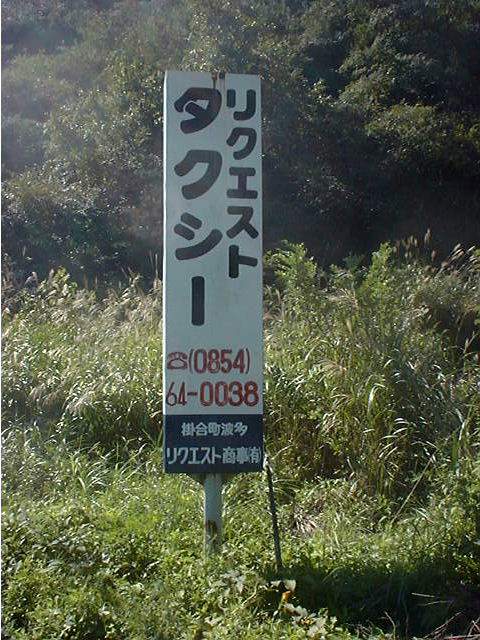 リクエスト
タクシー
☎(0854)
64-0038
掛合町波多
リクエスト商事(有)